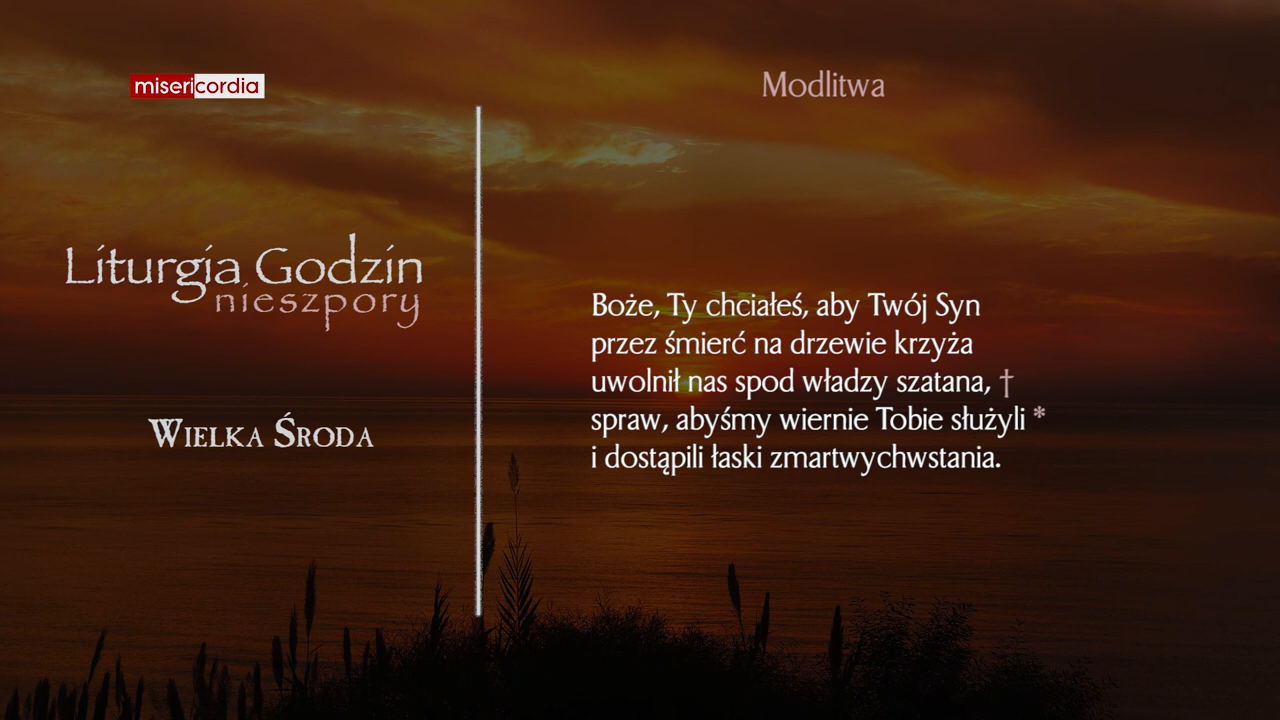 misericordia
Modlitwa
Liturgia Godzin
nieszpory
Wielka Środa
Boże, Ty chciałeś, aby Twój Syn
przez śmierć na drzewie krzyża
uwolnił nas spod władzy szatana, †
spraw, abyśmy wiernie Tobie służyli *
i dostąpili łaski zmartwychwstania.